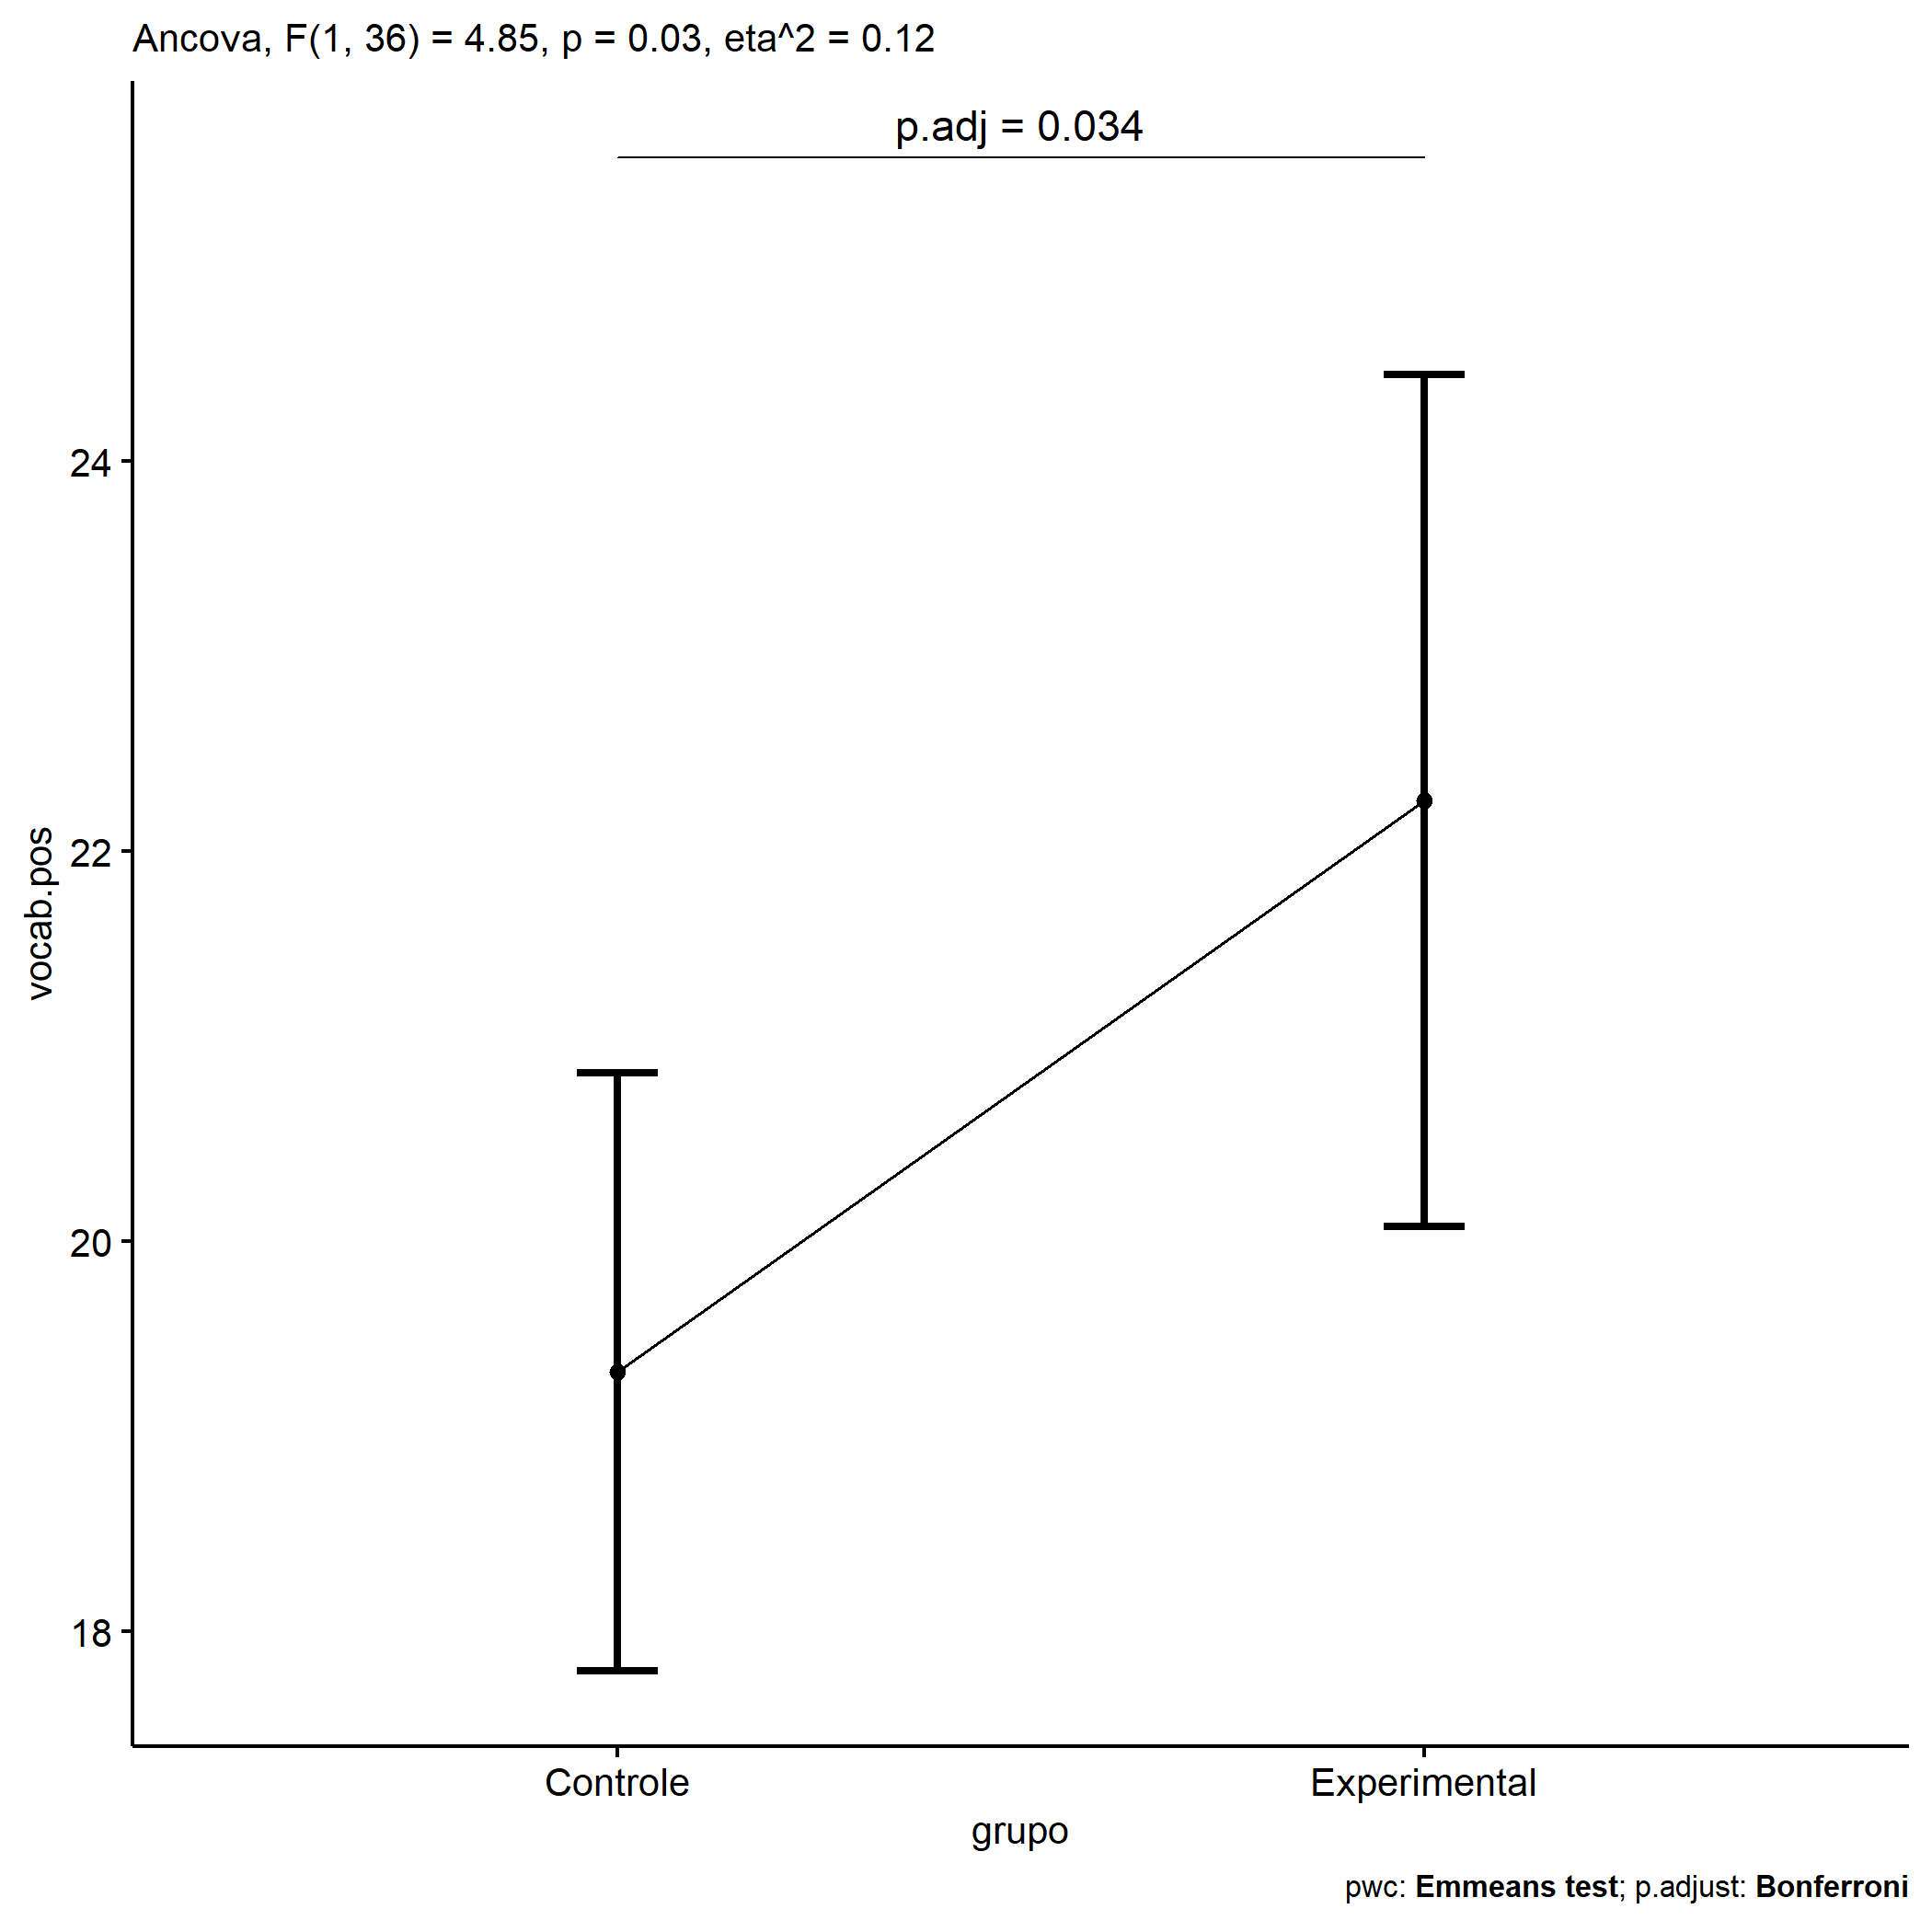 Ancova, F(1, 36) = 4.85, p = 0.03, eta^2 = 0.12
p.adj = 0.034
24
22
20
18
vocab.pos
Controle
Experimental
grupo
pwc: Emmeans test; p.adjust: Bonferroni